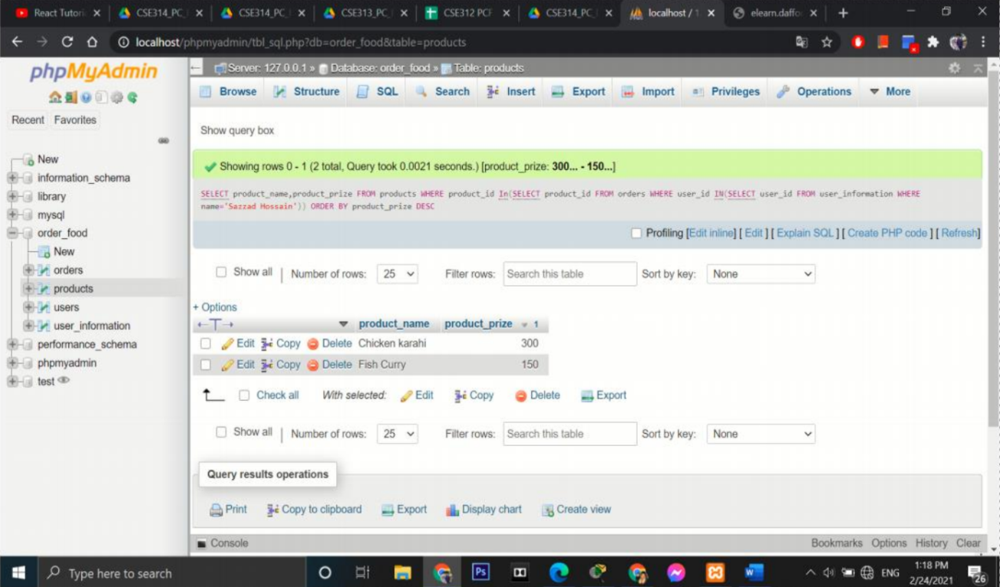 React Tutori
CSE314_PC_
CSE314_PC_
CSE313_PC_
CSE312 PCF
CSE314_PC_
localhost / 1
elearn.daffo
localhost/phpmyadmin/tbl_sql.php?db=order_food&table=products
phpMyAdmin
Recent Favorites
New
information_schema
library
mysql
order_food
New
orders
products
users
user_information
performance_schema
phpmyadmin
test
Server: 127.0.0.1 » Database: order_food » Table: products
Browse Structure SQL Search Insert Export Import Privileges Operations More
Show query box
Showing rows 0 - 1 (2 total, Query took 0.0021 seconds.) [product_prize: 300... - 150...]
SELECT product_name,product_prize FROM products WHERE product_id In(SELECT product_id FROM orders WHERE user_id IN(SELECT user_id FROM user_information WHERE
name='Sazzad Hossain')) ORDER BY product_prize DESC
Profiling [Edit inline] [ Edit ] [ Explain SQL ] [ Create PHP code ] [ Refresh]
Show all | Number of rows: 25 Filter rows: Search this table Sort by key: None
+ Options
←T→ product_name product_prize 1
Edit Copy Delete Chicken karahi 300
Edit Copy Delete Fish Curry 150
Check all With selected: Edit Copy Delete Export
Show all | Number of rows: 25 Filter rows: Search this table Sort by key: None
Query results operations
Print Copy to clipboard Export Display chart Create view
Console Bookmarks Options History Clear
Type here to search Ps W ENG 1:18 PM
2/24/2021 26